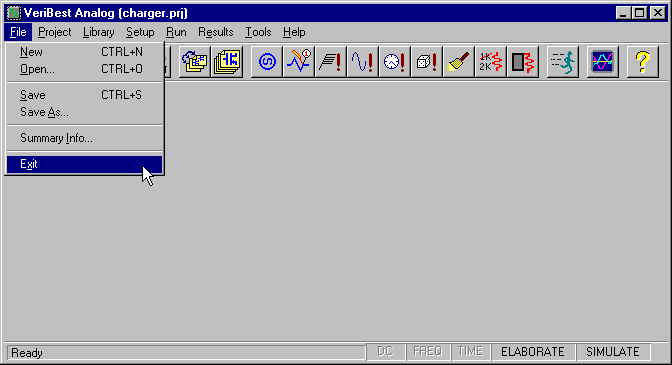 VeriBest Analog (charger.prj)
File Project Library Setup Run Results Tools Help
New CTRL+N
Open... CTRL+O
Save CTRL+S
Save As...
Summary Info...
Exit
1K
2K
?
Ready DC FREQ TIME ELABORATE SIMULATE